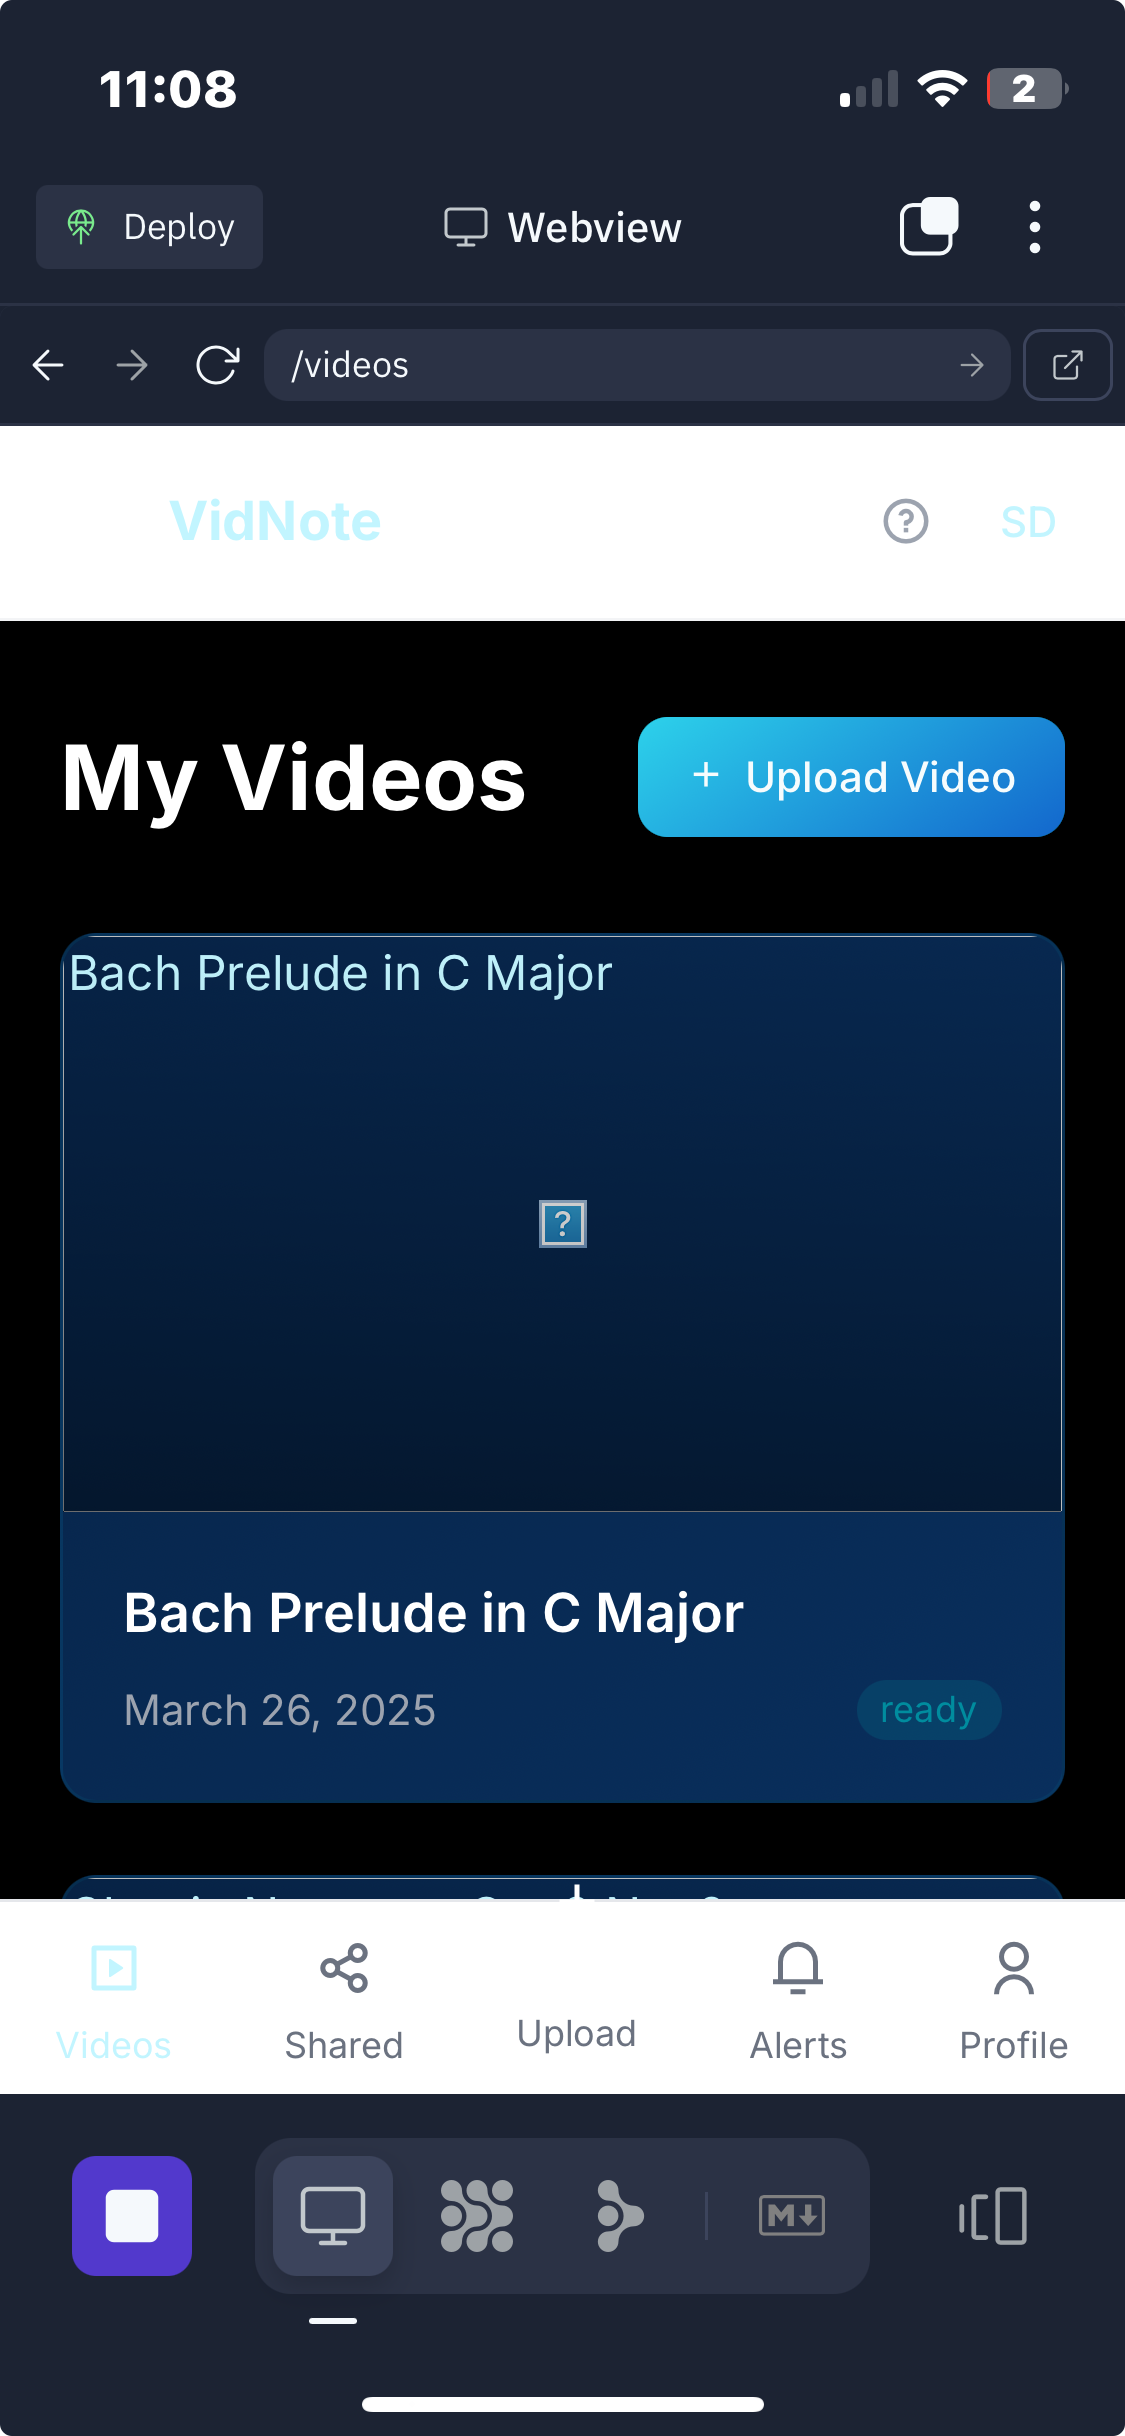 11:08
2
Deploy
Webview
/videos
VidNote
SD
My Videos
+ Upload Video
Bach Prelude in C Major
Bach Prelude in C Major
March 26, 2025
ready
Videos
Shared
Upload
Alerts
Profile
M